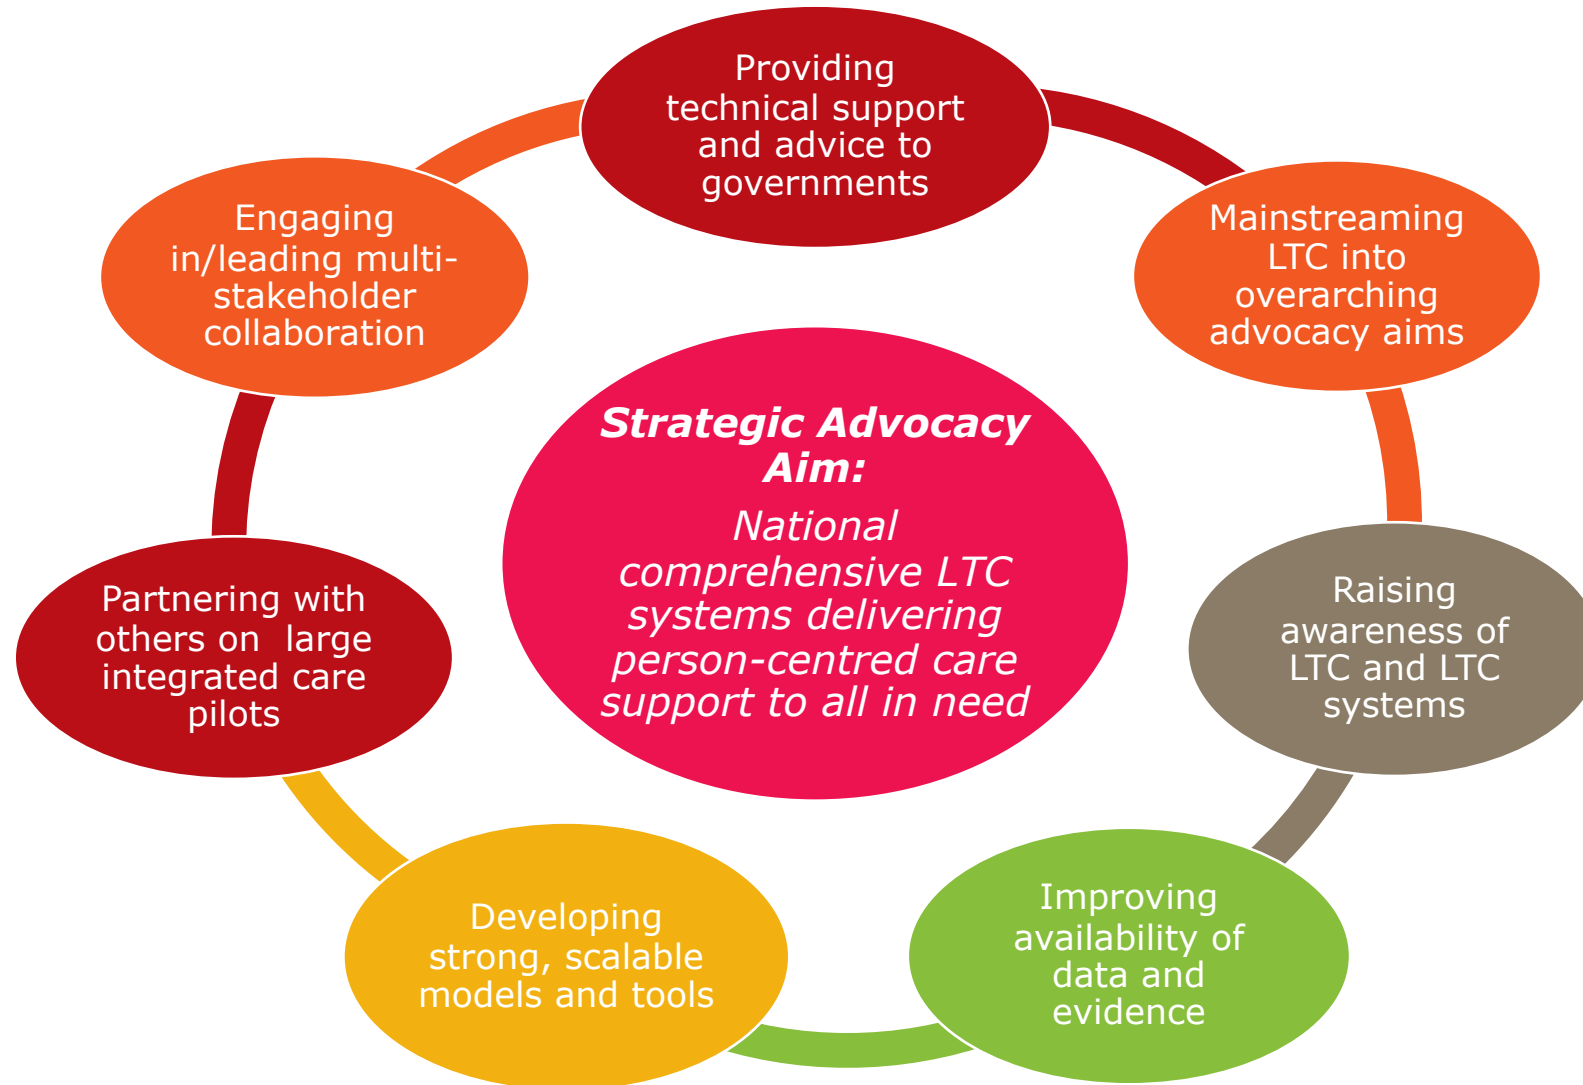 Providing
technical support
and advice to
governments
Mainstreaming
LTC into
overarching
advocacy aims
Raising
awareness of
LTC and LTC
systems
Improving
availability of
data and
evidence
Developing
strong, scalable
models and tools
Partnering with
others on large
integrated care
pilots
Engaging
in/leading multi-
stakeholder
collaboration
Strategic Advocacy
Aim:
National
comprehensive LTC
systems delivering
person-centred care
support to all in need